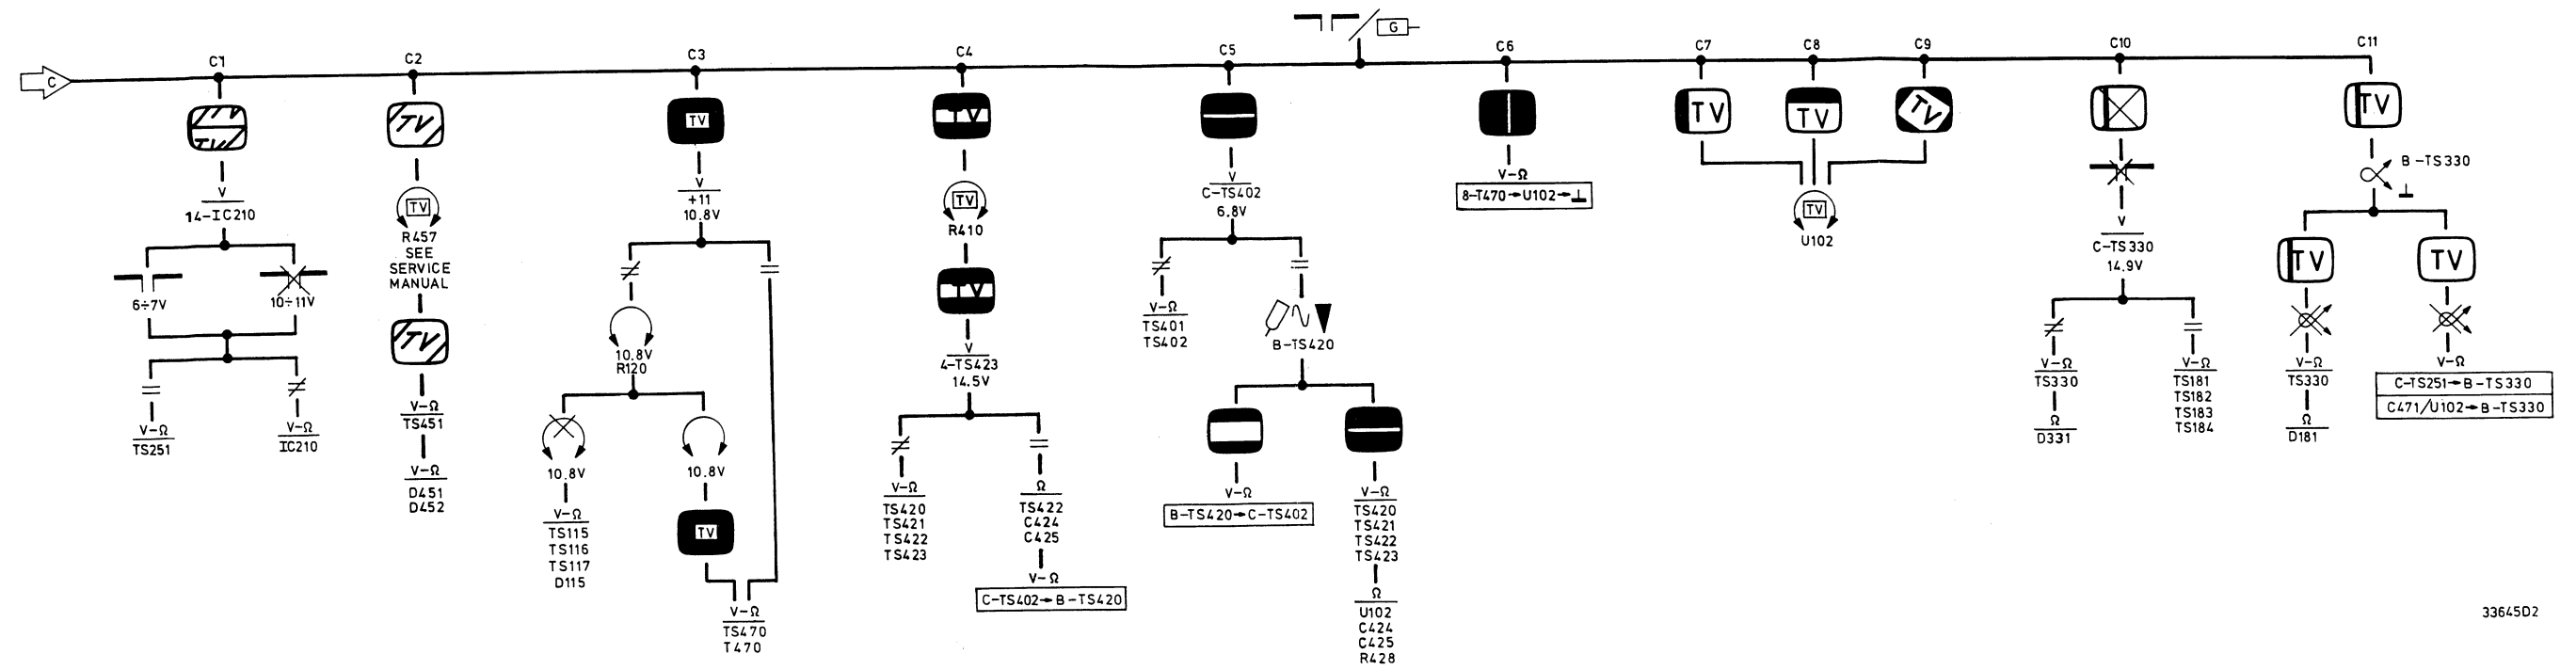 C
C1
TV
TV
V
14-IC210
6÷7V
10÷11V
V-Ω
TS251
V-Ω
IC210
C2
TV
TV
R457
SEE
SERVICE
MANUAL
TV
V-Ω
TS451
V-Ω
D451
D452
C3
TV
V
+11
10.8V
10.8V
R120
10.8V
V-Ω
TS115
TS116
TS117
D115
10.8V
TV
V-Ω
TS470
T470
C4
TV
TV
R410
TV
V
4-TS423
14.5V
V-Ω
TS420
TS421
TS422
TS423
Ω
TS422
C424
C425
V-Ω
C-TS402→B-TS420
C5
V
C-TS402
6.8V
V-Ω
TS401
TS402
B-TS420
V-Ω
B-TS420→C-TS402
V-Ω
TS420
TS421
TS422
TS423
Ω
U102
C424
C425
R428
G
C6
V-Ω
8-T470→U102→⊥
C7
TV
C8
TV
C9
TV
TV
U102
C10
V
C-TS330
14.9V
V-Ω
TS330
Ω
D331
V-Ω
TS181
TS182
TS183
TS184
C11
TV
B-TS330
TV
V-Ω
TS330
Ω
D181
TV
V-Ω
C-TS251→B-TS330
C471/U102→B-TS330
33645D2